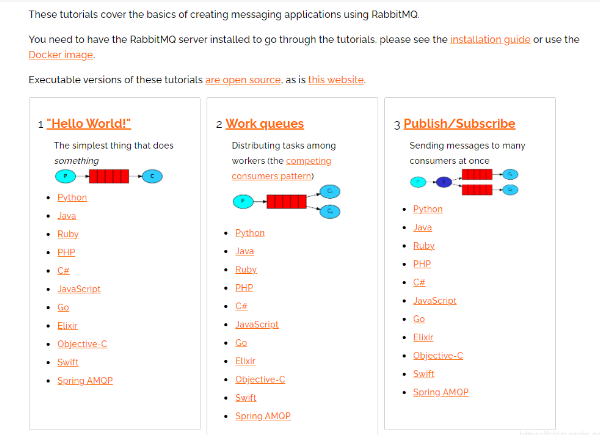 These tutorials cover the basics of creating messaging applications using RabbitMQ.
You need to have the RabbitMQ server installed to go through the tutorials, please see the installation guide or use the
Docker image.
Executable versions of these tutorials are open source, as is this website.
1 "Hello World!"
The simplest thing that does
something
P
C
Python
Java
Ruby
PHP
C#
JavaScript
Go
Elixir
Objective-C
Swift
Spring AMQP
2 Work queues
Distributing tasks among
workers (the competing
consumers pattern)
P
C₁
C₂
Python
Java
Ruby
PHP
C#
JavaScript
Go
Elixir
Objective-C
Swift
Spring AMQP
3 Publish/Subscribe
Sending messages to many
consumers at once
C₁
C₂
Python
Java
Ruby
PHP
C#
JavaScript
Go
Elixir
Objective-C
Swift
Spring AMQP